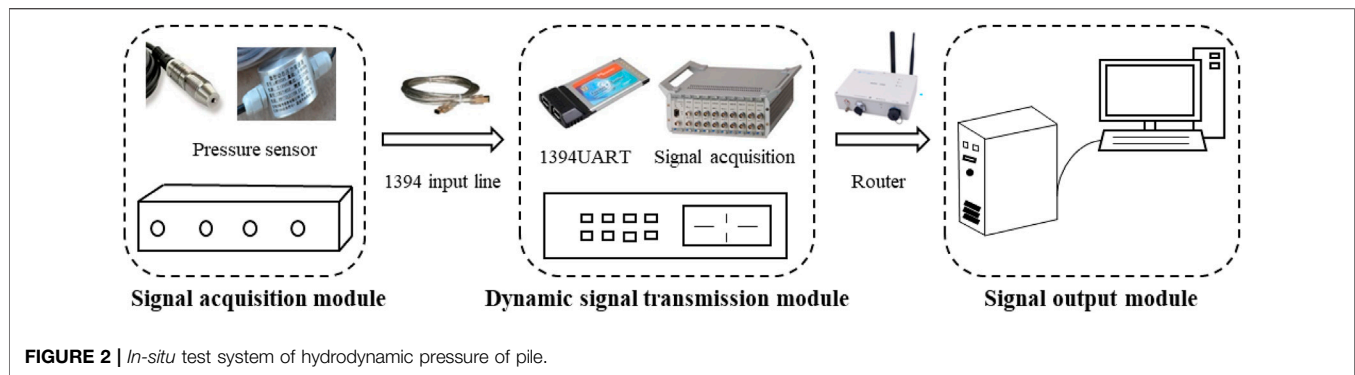 Pressure sensor
1394 input line
1394UART
Signal acquisition
Router
Signal acquisition module
Dynamic signal transmission module
Signal output module
FIGURE 2 | In-situ test system of hydrodynamic pressure of pile.